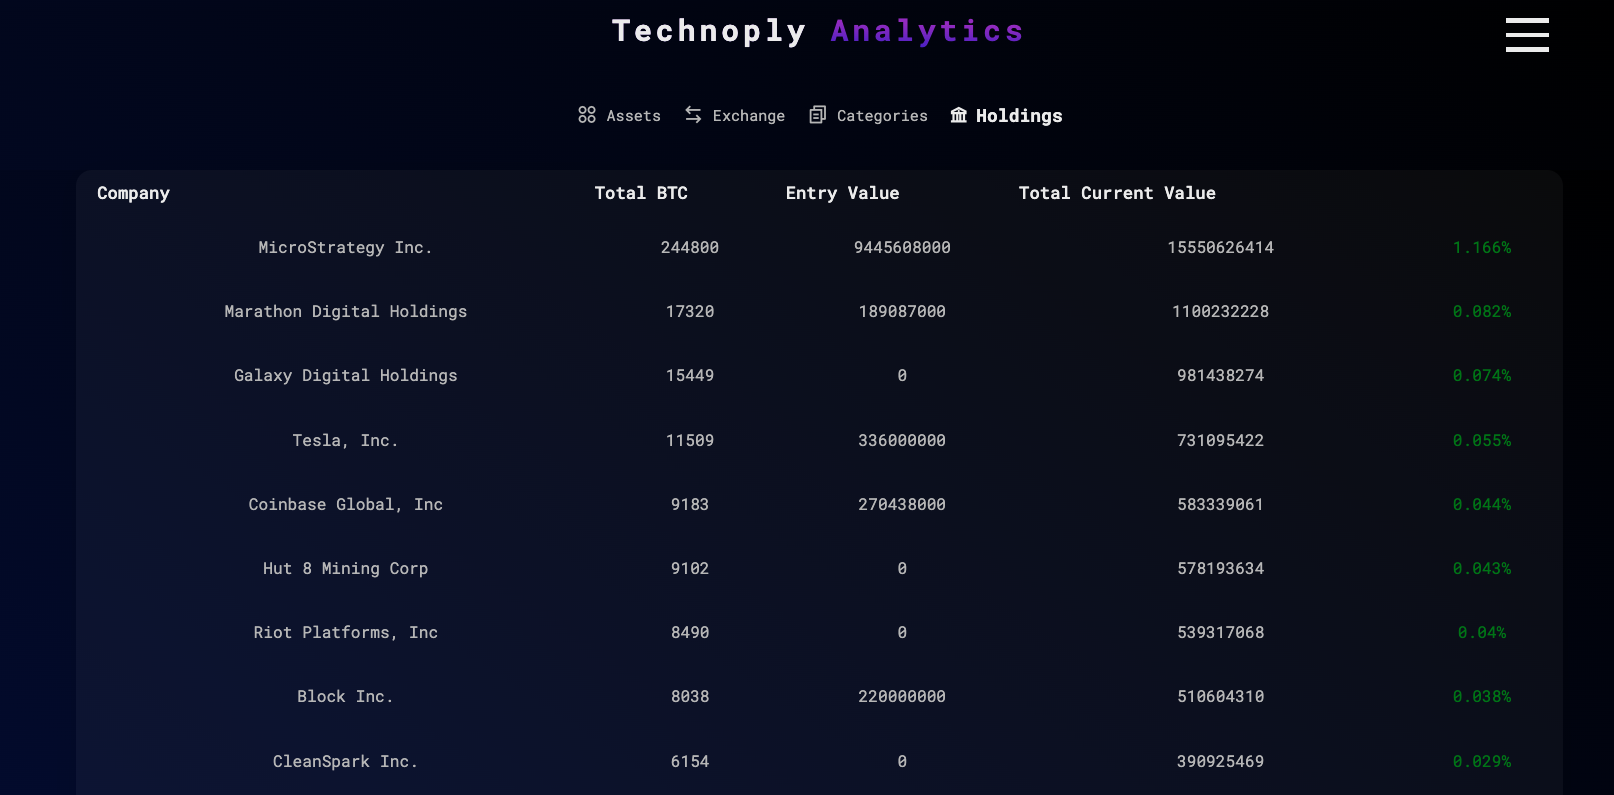 Technoply Analytics
Assets Exchange Categories Holdings
Company Total BTC Entry Value Total Current Value
MicroStrategy Inc. 244800 9445608000 15550626414 1.166%
Marathon Digital Holdings 17320 189087000 1100232228 0.082%
Galaxy Digital Holdings 15449 0 981438274 0.074%
Tesla, Inc. 11509 336000000 731095422 0.055%
Coinbase Global, Inc 9183 270438000 583339061 0.044%
Hut 8 Mining Corp 9102 0 578193634 0.043%
Riot Platforms, Inc 8490 0 539317068 0.04%
Block Inc. 8038 220000000 510604310 0.038%
CleanSpark Inc. 6154 0 390925469 0.029%